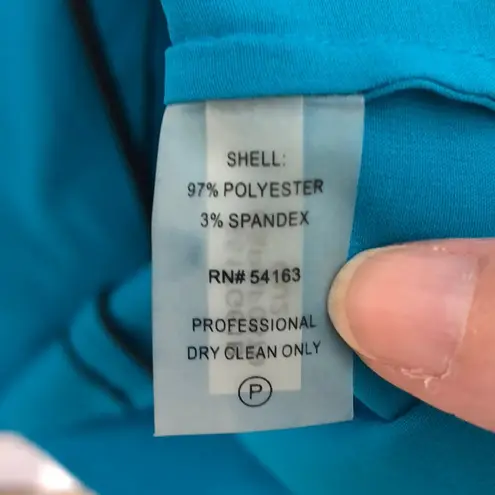 SHELL:
97% POLYESTER
3% SPANDEX
RN# 54163
PROFESSIONAL
DRY CLEAN ONLY
P